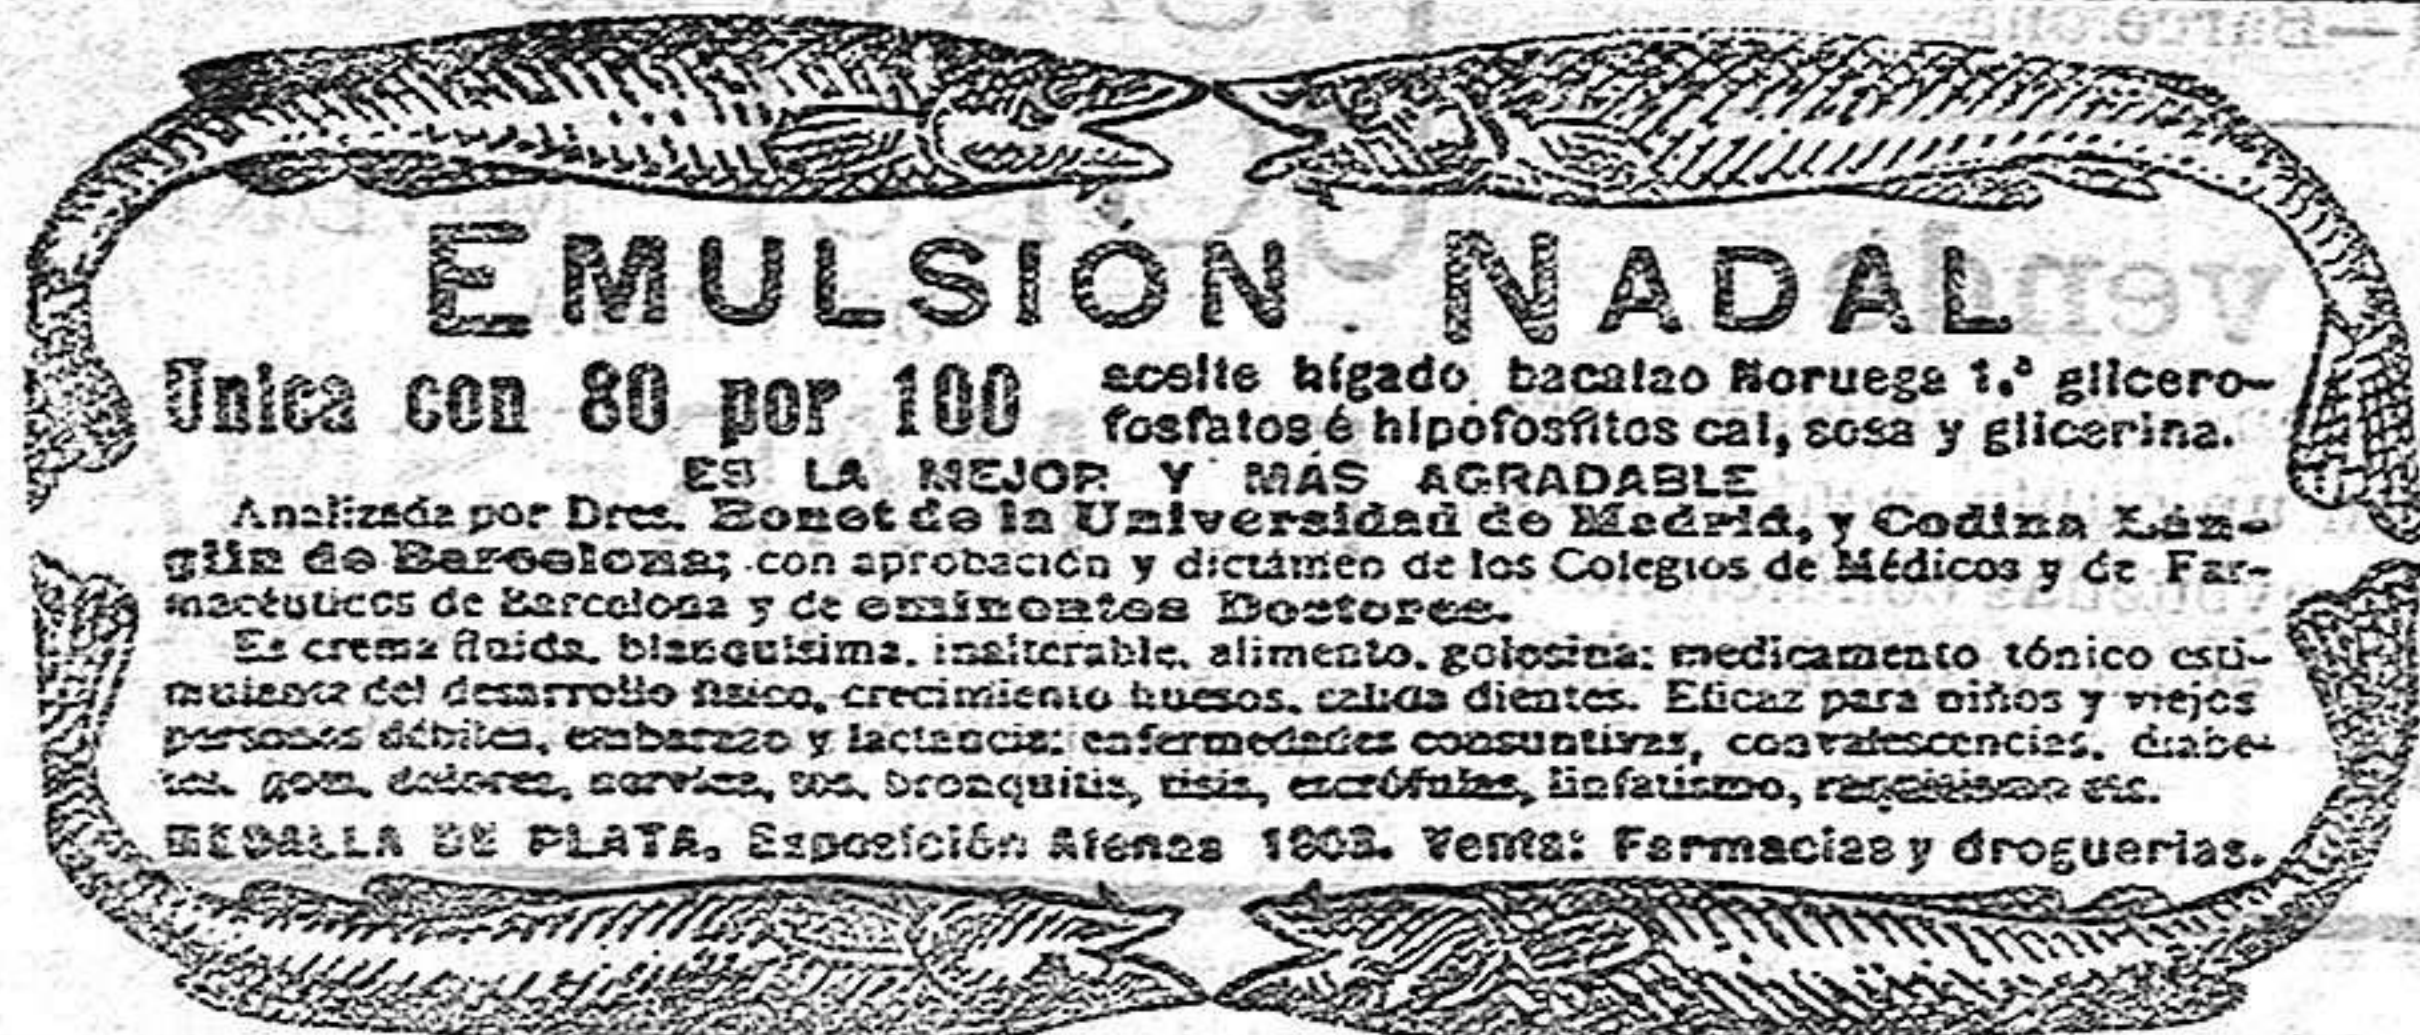 EMULSIÓN NADAL
Unica con 80 por 100 aceite hígado bacalao Noruega 1.ª glicero-
fosfatos é hipofosfitos cal, sosa y glicerina.
ES LA MEJOR Y MÁS AGRADABLE
Analizada por Dres. Bonet de la Universidad de Madrid, y Codina Län-
glin de Barcelona; con aprobación y dictámen de los Colegios de Médicos y de Far-
macéuticos de Barcelona y de eminentes Doctores.
Es crema fluida, blanquísima, inalterable, alimento, golosina; medicamento tónico esti-
mulante del desarrollo físico, crecimiento huesos, salida dientes. Eficaz para niños y viejos
personas débiles, embarazo y lactancia; enfermedades consuntivas, convalescencias, diabe-
tes, gota, dolores, nervios, tos, bronquitis, tisis, escrófulas, linfatismo, raquitismo etc.
MEDALLA DE PLATA, Exposición Atenas 1903. Venta: Farmacias y droguerias.